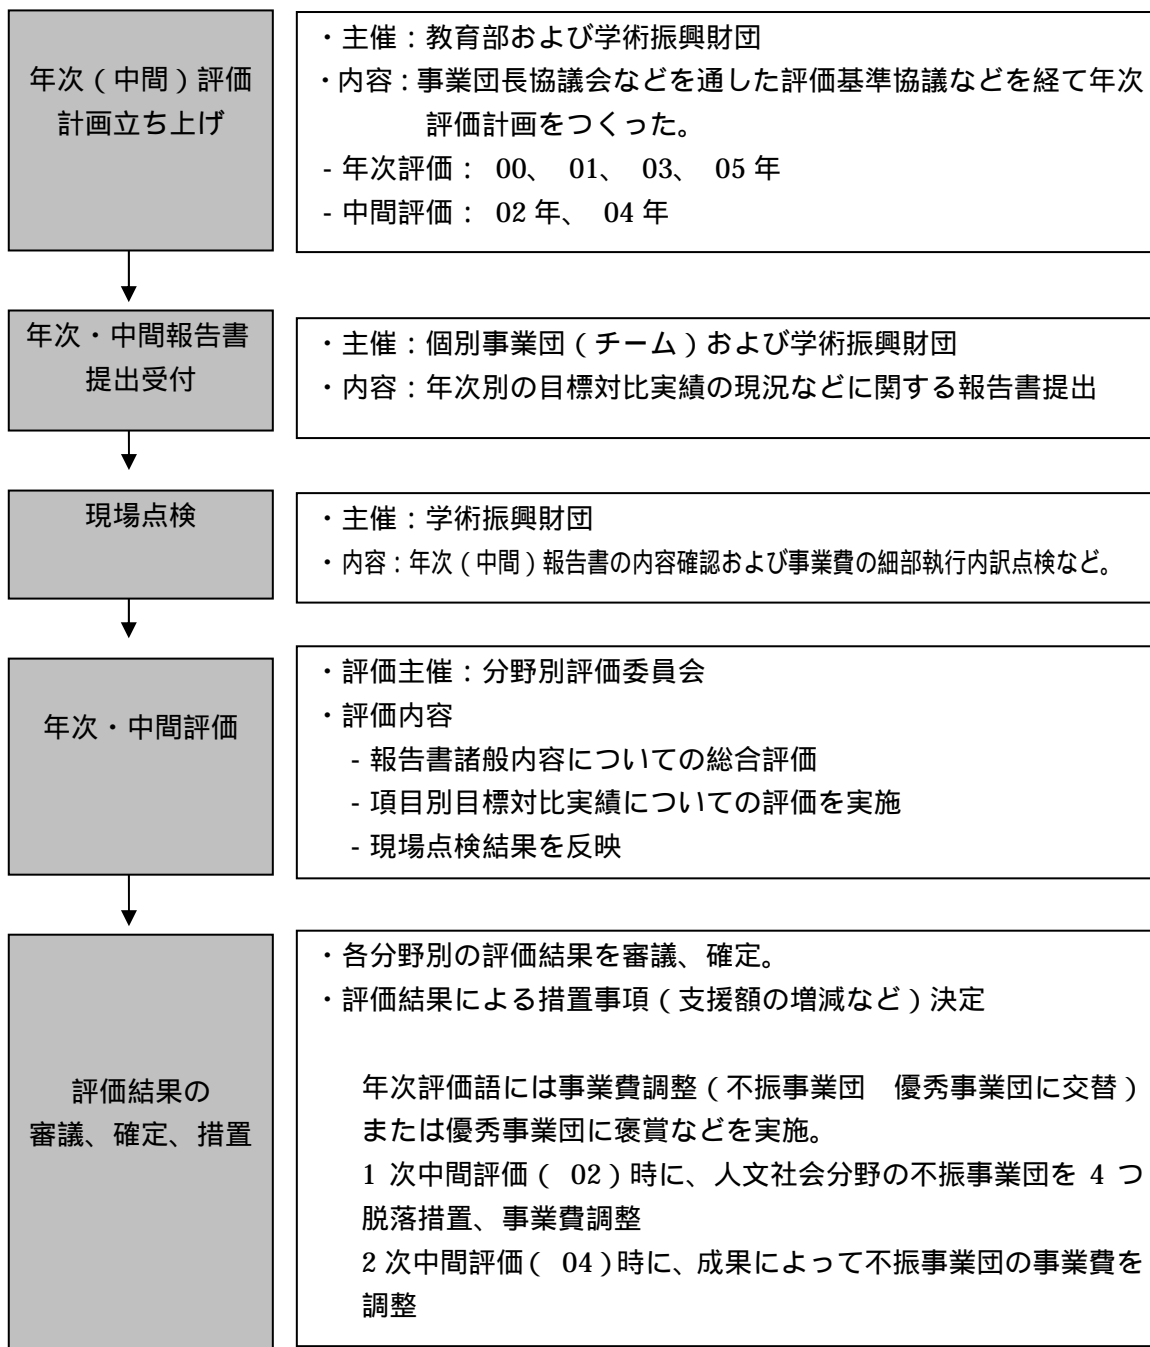 年次（中間）評価
計画立ち上げ
・主催：教育部および学術振興財団
・内容：事業団長協議会などを通した評価基準協議などを経て年次
評価計画をつくった。
- 年次評価： 00、 01、 03、 05 年
- 中間評価： 02 年、 04 年
年次・中間報告書
提出受付
・主催：個別事業団（チーム）および学術振興財団
・内容：年次別の目標対比実績の現況などに関する報告書提出
現場点検
・主催：学術振興財団
・内容：年次（中間）報告書の内容確認および事業費の細部執行内訳点検など。
年次・中間評価
・評価主催：分野別評価委員会
・評価内容
- 報告書諸般内容についての総合評価
- 項目別目標対比実績についての評価を実施
- 現場点検結果を反映
評価結果の
審議、確定、措置
・各分野別の評価結果を審議、確定。
・評価結果による措置事項（支援額の増減など）決定
年次評価語には事業費調整（不振事業団　優秀事業団に交替）
または優秀事業団に褒賞などを実施。
1 次中間評価（ 02）時に、人文社会分野の不振事業団を 4 つ
脱落措置、事業費調整
2 次中間評価（ 04）時に、成果によって不振事業団の事業費を
調整